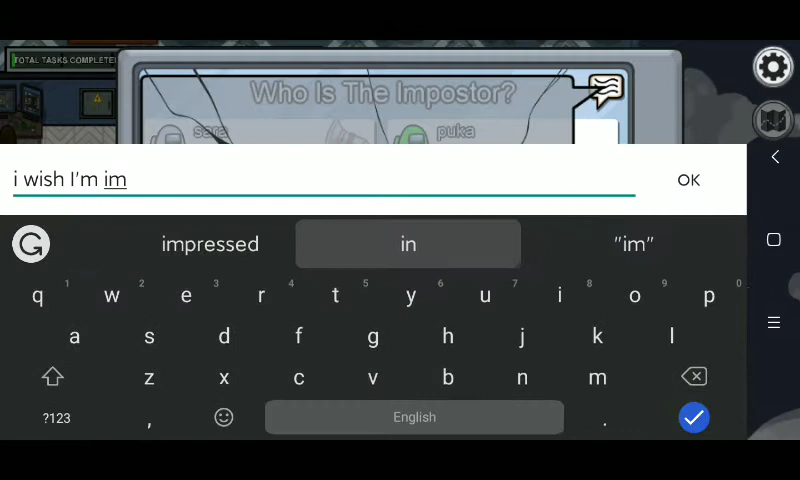 TOTAL TASKS COMPLETE
Who Is The Impostor?
sara puka
i wish I'm im
OK
impressed in "im"
1 2 3 4 5 6 7 8 9 0
q w e r t y u i o p
a s d f g h j k l
z x c v b n m
?123 , English .